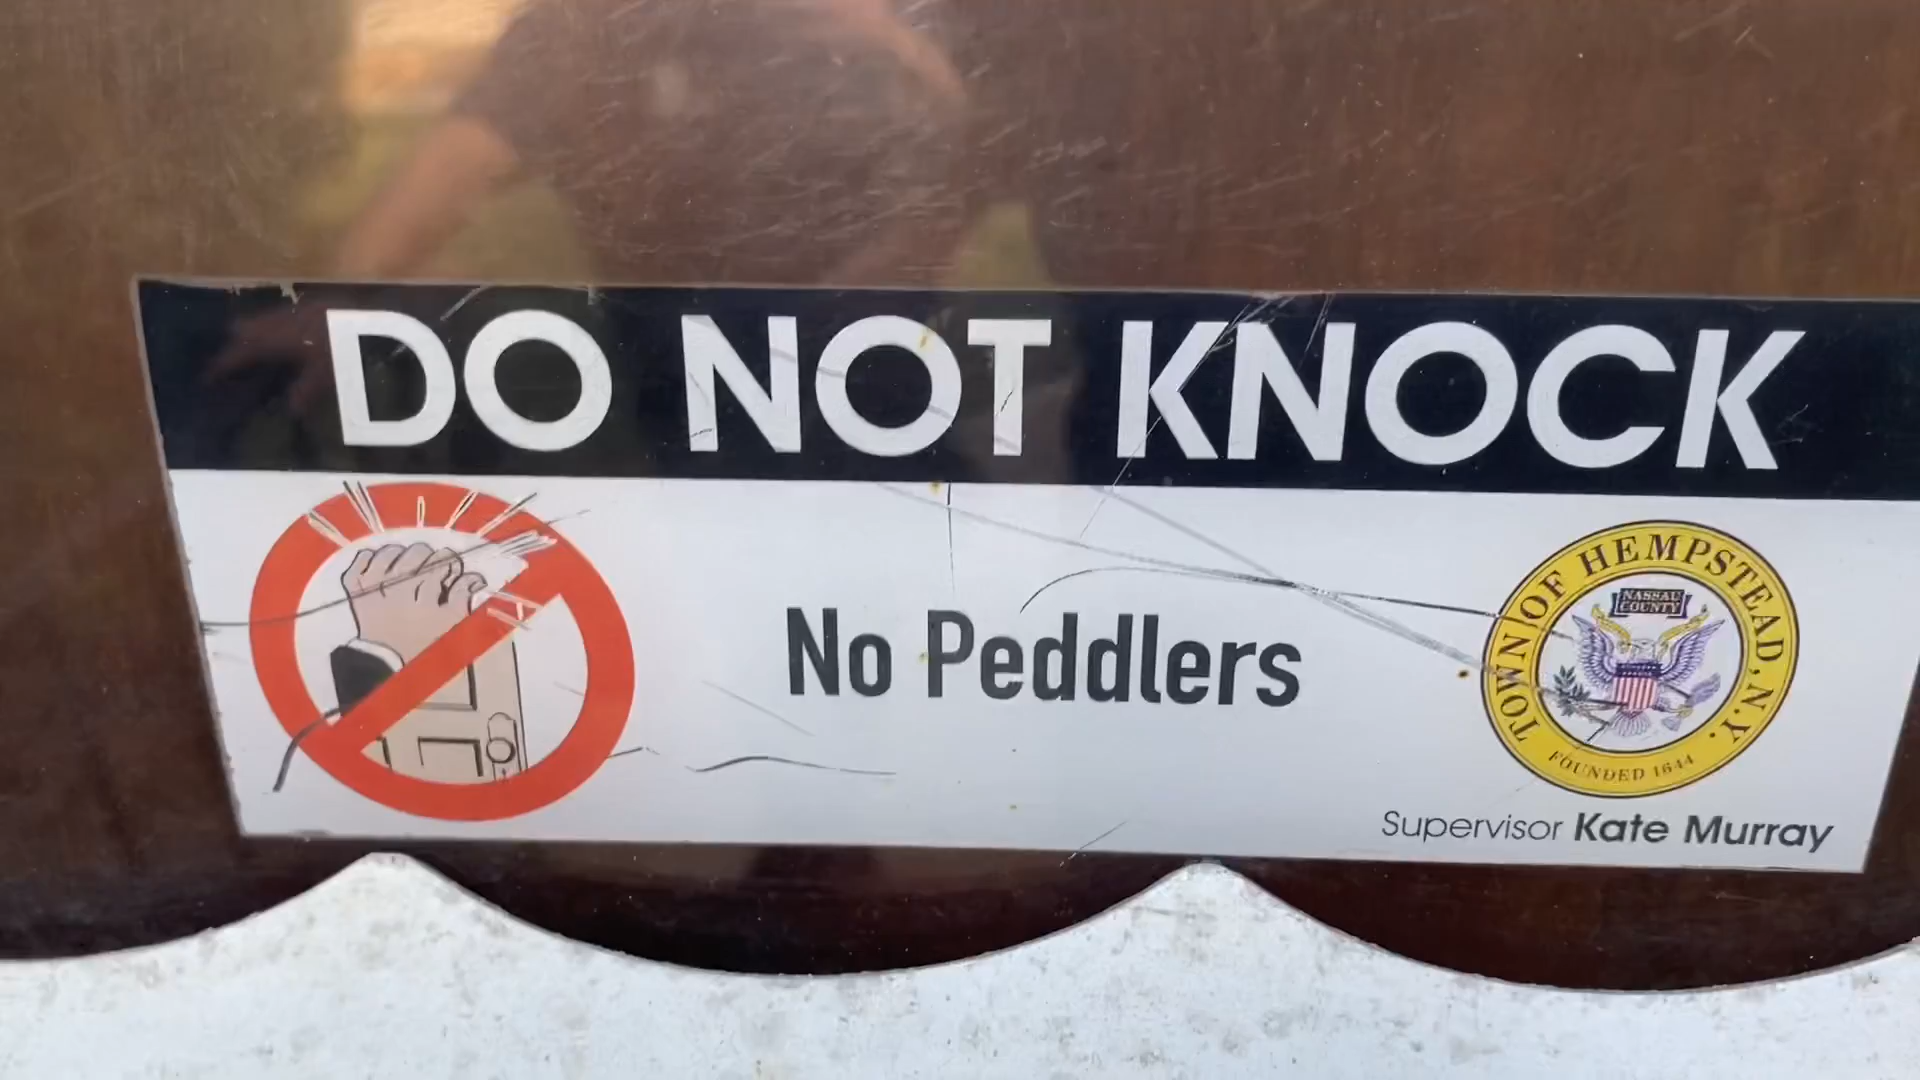 DO NOT KNOCK
No Peddlers
TOWN OF HEMPSTEAD, N.Y.
NASSAU
COUNTY
FOUNDED 1644
Supervisor Kate Murray